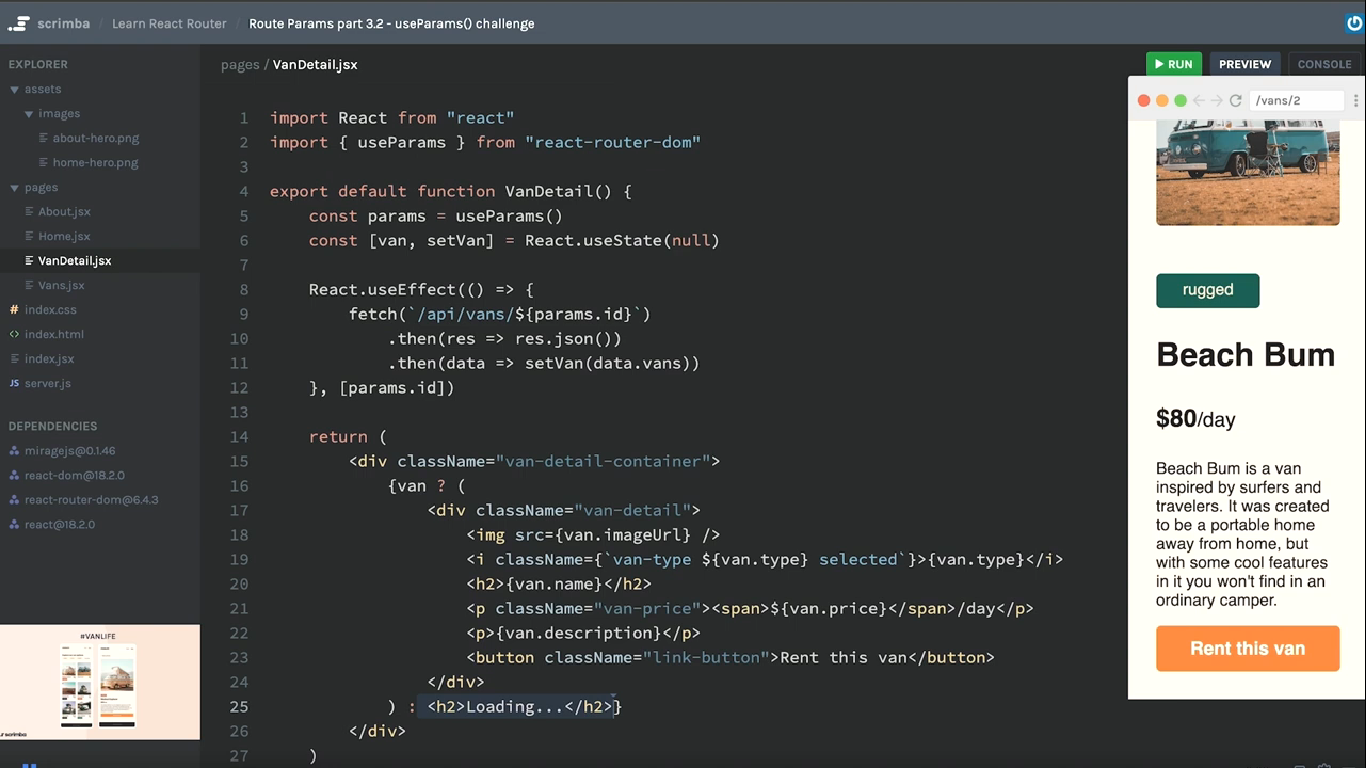 scrimba / Learn React Router / Route Params part 3.2 - useParams() challenge
EXPLORER
assets
images
about-hero.png
home-hero.png
pages
About.jsx
Home.jsx
VanDetail.jsx
Vans.jsx
# index.css
<> index.html
index.jsx
JS server.js
DEPENDENCIES
miragejs@0.1.46
react-dom@18.2.0
react-router-dom@6.4.3
react@18.2.0
#VANLIFE
pages / VanDetail.jsx
1 import React from "react"
2 import { useParams } from "react-router-dom"
3
4 export default function VanDetail() {
5 const params = useParams()
6 const [van, setVan] = React.useState(null)
7
8 React.useEffect(() => {
9 fetch(`/api/vans/${params.id}`)
10 .then(res => res.json())
11 .then(data => setVan(data.vans))
12 }, [params.id])
13
14 return (
15 <div className="van-detail-container">
16 {van ? (
17 <div className="van-detail">
18 <img src={van.imageUrl} />
19 <i className={`van-type ${van.type} selected`}>{van.type}</i>
20 <h2>{van.name}</h2>
21 <p className="van-price"><span>${van.price}</span>/day</p>
22 <p>{van.description}</p>
23 <button className="link-button">Rent this van</button>
24 </div>
25 ) : <h2>Loading...</h2>}
26 </div>
27 )
RUN
PREVIEW
CONSOLE
/vans/2
rugged
Beach Bum
$80/day
Beach Bum is a van
inspired by surfers and
travelers. It was created
to be a portable home
away from home, but
with some cool features
in it you won't find in an
ordinary camper.
Rent this van